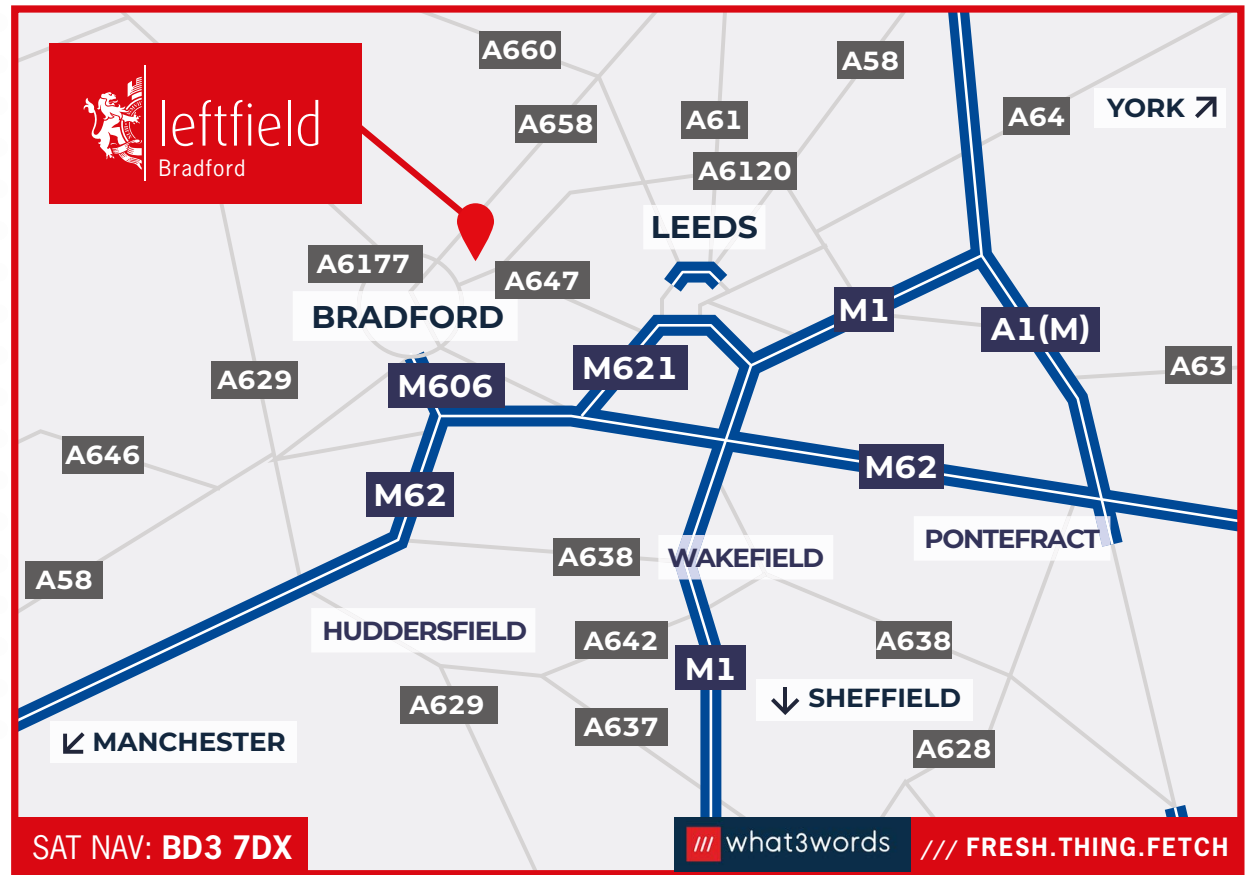 leftfield
Bradford
A660
A58
A658
A61
A64
YORK
A6120
LEEDS
A6177
A647
BRADFORD
M1
A1(M)
M621
A63
A629
M606
A646
M62
M62
PONTEFRACT
A638
WAKEFIELD
A58
HUDDERSFIELD
A642
A638
M1
SHEFFIELD
A629
A637
MANCHESTER
A628
SAT NAV: BD3 7DX
/// what3words
/// FRESH.THING.FETCH